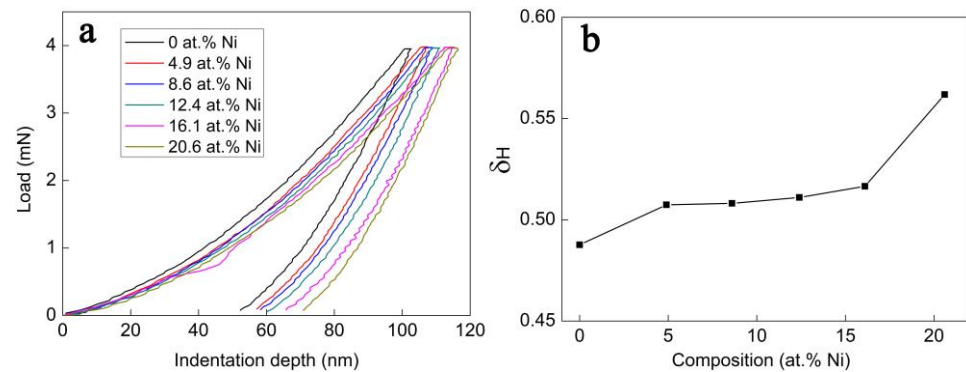 a
0 at.% Ni
4.9 at.% Ni
8.6 at.% Ni
12.4 at.% Ni
16.1 at.% Ni
20.6 at.% Ni
4
3
2
1
0
Load (mN)
0 20 40 60 80 100 120
Indentation depth (nm)
b
0.60
0.55
0.50
0.45
δH
0 5 10 15 20
Composition (at.% Ni)